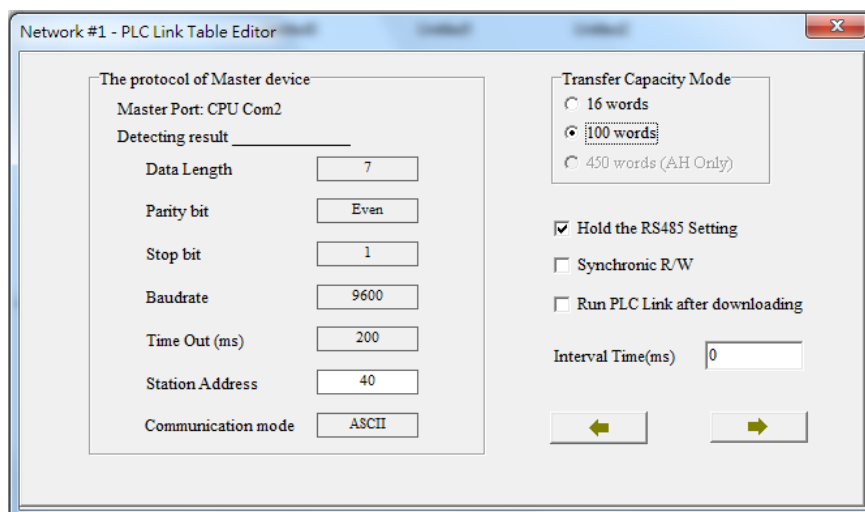 Network #1 - PLC Link Table Editor
The protocol of Master device
Master Port: CPU Com2
Detecting result
Data Length 7
Parity bit Even
Stop bit 1
Baudrate 9600
Time Out (ms) 200
Station Address 40
Communication mode ASCII
Transfer Capacity Mode
16 words
100 words
450 words (AH Only)
Hold the RS485 Setting
Synchronic R/W
Run PLC Link after downloading
Interval Time(ms) 0